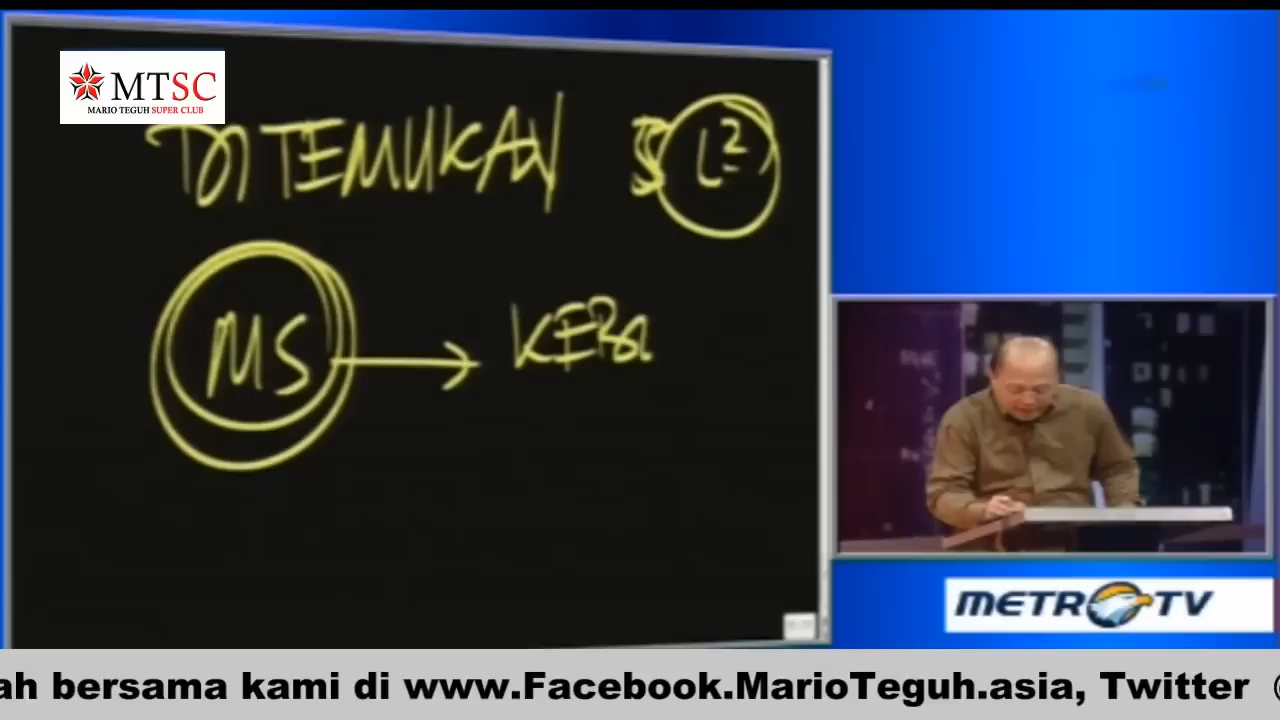 MTSC
MARIO TEGUH SUPER CLUB
DITEMUKAN
L²
MS → KEB
METRO TV
ah bersama kami di www.Facebook.MarioTeguh.asia, Twitter @